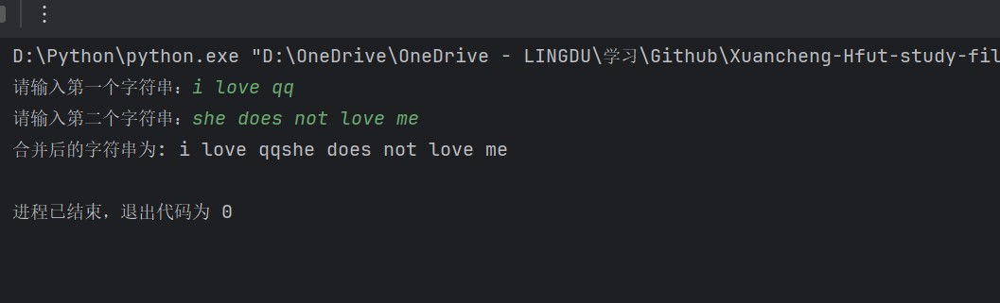 D:\Python\python.exe "D:\OneDrive\OneDrive - LINGDU\学习\Github\Xuancheng-Hfut-study-fil
请输入第一个字符串：i love qq
请输入第二个字符串：she does not love me
合并后的字符串为: i love qqshe does not love me
进程已结束，退出代码为 0